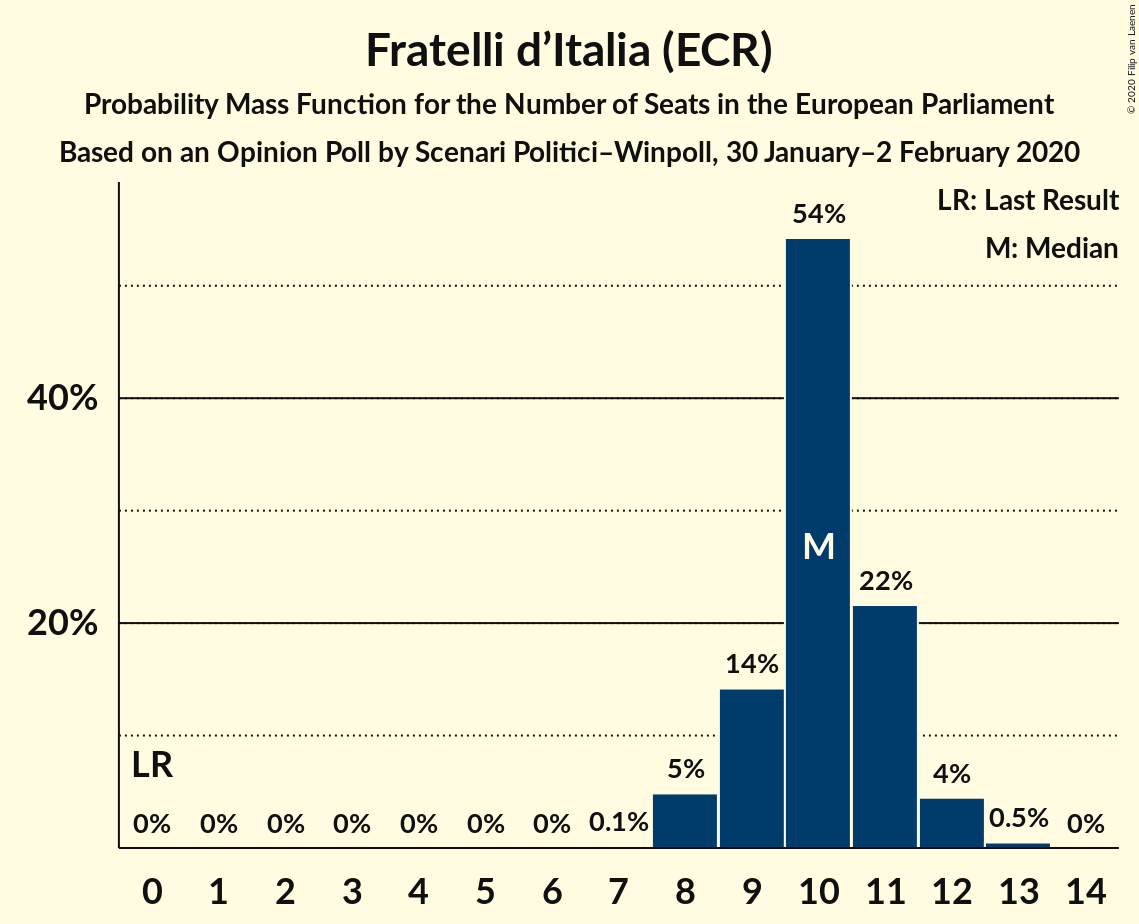 Fratelli d’Italia (ECR)
Probability Mass Function for the Number of Seats in the European Parliament
Based on an Opinion Poll by Scenari Politici–Winpoll, 30 January–2 February 2020
© 2020 Filip van Laenen
LR: Last Result
M: Median
54%
40%
M
22%
20%
14%
LR
5%
4%
0% 0% 0% 0% 0% 0% 0% 0.1% 0.5% 0%
0 1 2 3 4 5 6 7 8 9 10 11 12 13 14